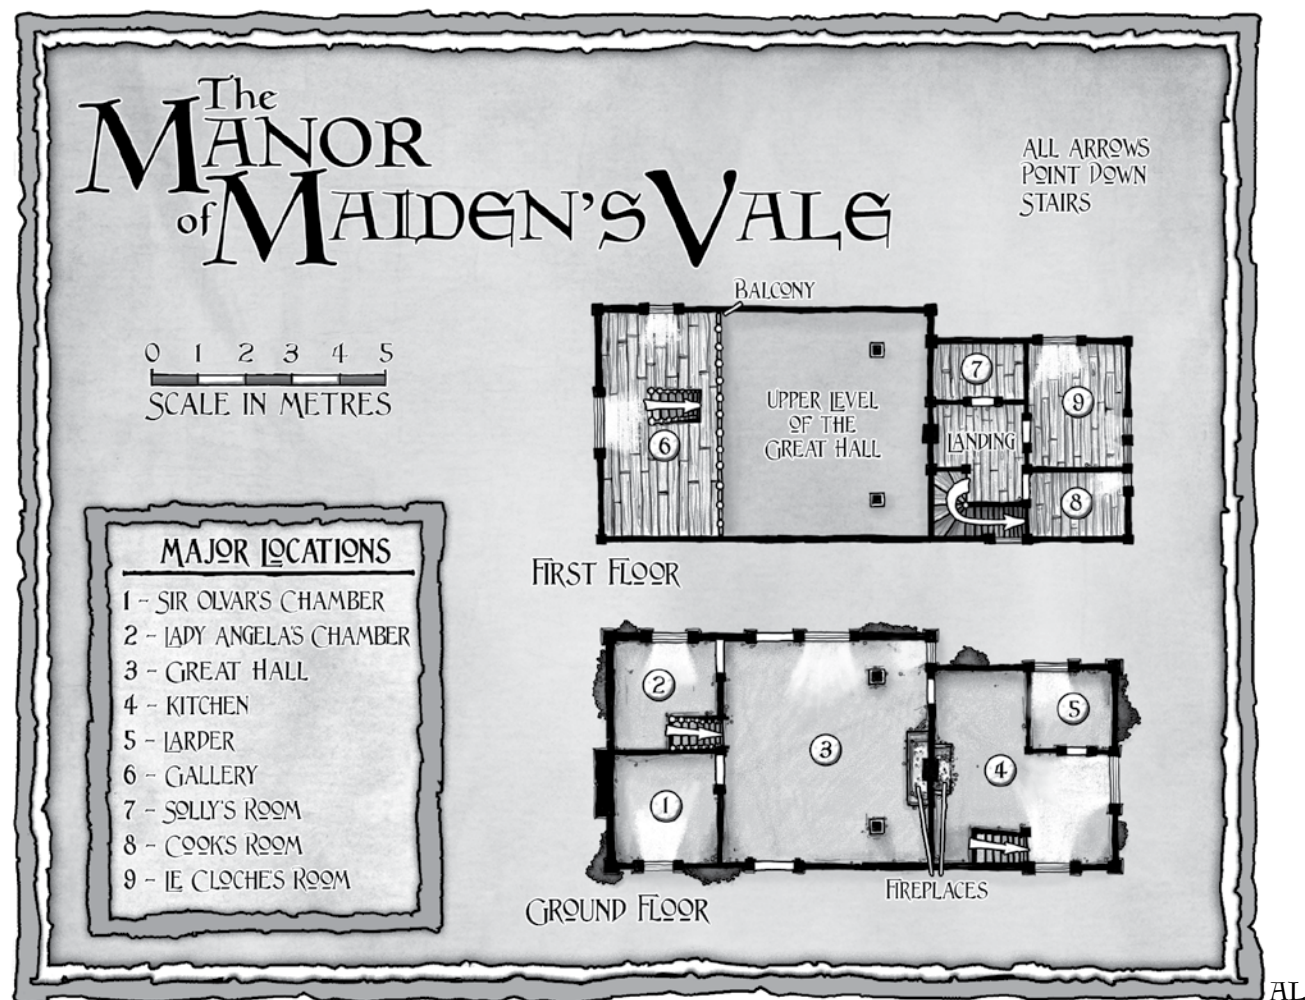 The
Manor
of Maiden's Vale
All arrows
point down
stairs
0 1 2 3 4 5
Scale in Metres
Major Locations
1 - Sir Olvar's Chamber
2 - Lady Angela's Chamber
3 - Great Hall
4 - Kitchen
5 - Larder
6 - Gallery
7 - Solly's Room
8 - Cook's Room
9 - Le Cloche's Room
Balcony
Upper Level
of the
Great Hall
6
7
9
Landing
8
First Floor
2
3
5
4
1
Fireplaces
Ground Floor
AL